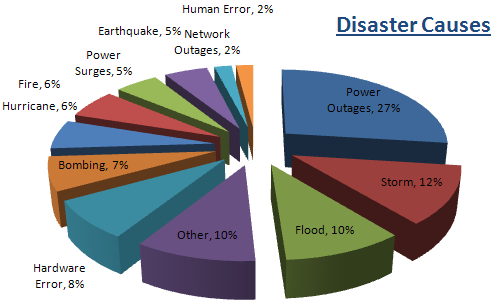 Disaster Causes
Human Error, 2%
Earthquake, 5%
Network
Outages, 2%
Power
Surges, 5%
Fire, 6%
Hurricane, 6%
Bombing, 7%
Hardware
Error, 8%
Other, 10%
Flood, 10%
Storm, 12%
Power
Outages, 27%